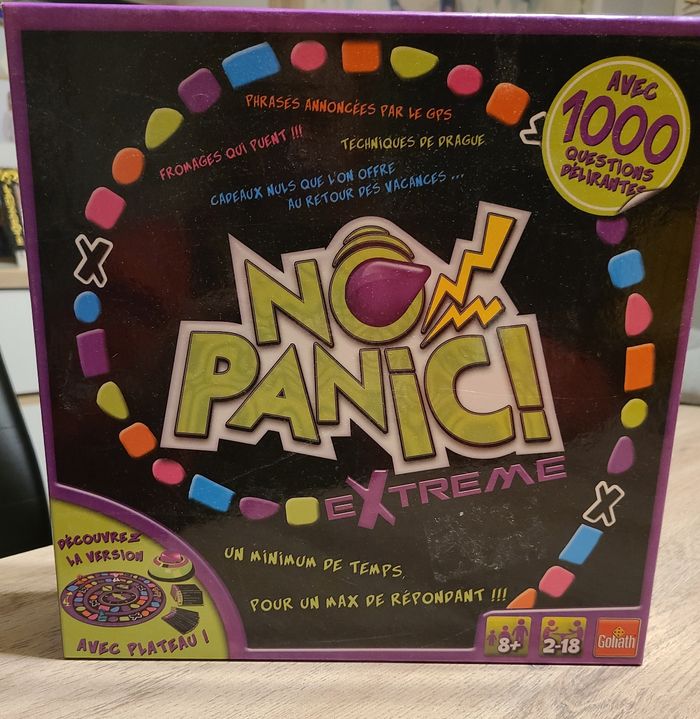 PHRASES ANNONCÉES PAR LE GPS
FROMAGES QUI PUENT !!!
TECHNIQUES DE DRAGUE
CADEAUX NULS QUE L'ON OFFRE
AU RETOUR DES VACANCES ...
AVEC
1000
QUESTIONS
DÉLIRANTES
NO
PANiC!
eXTREME
DÉCOUVREZ
LA VERSION
AVEC PLATEAU !
UN MINIMUM DE TEMPS,
POUR UN MAX DE RÉPONDANT !!!
8+
2-18
Goliath